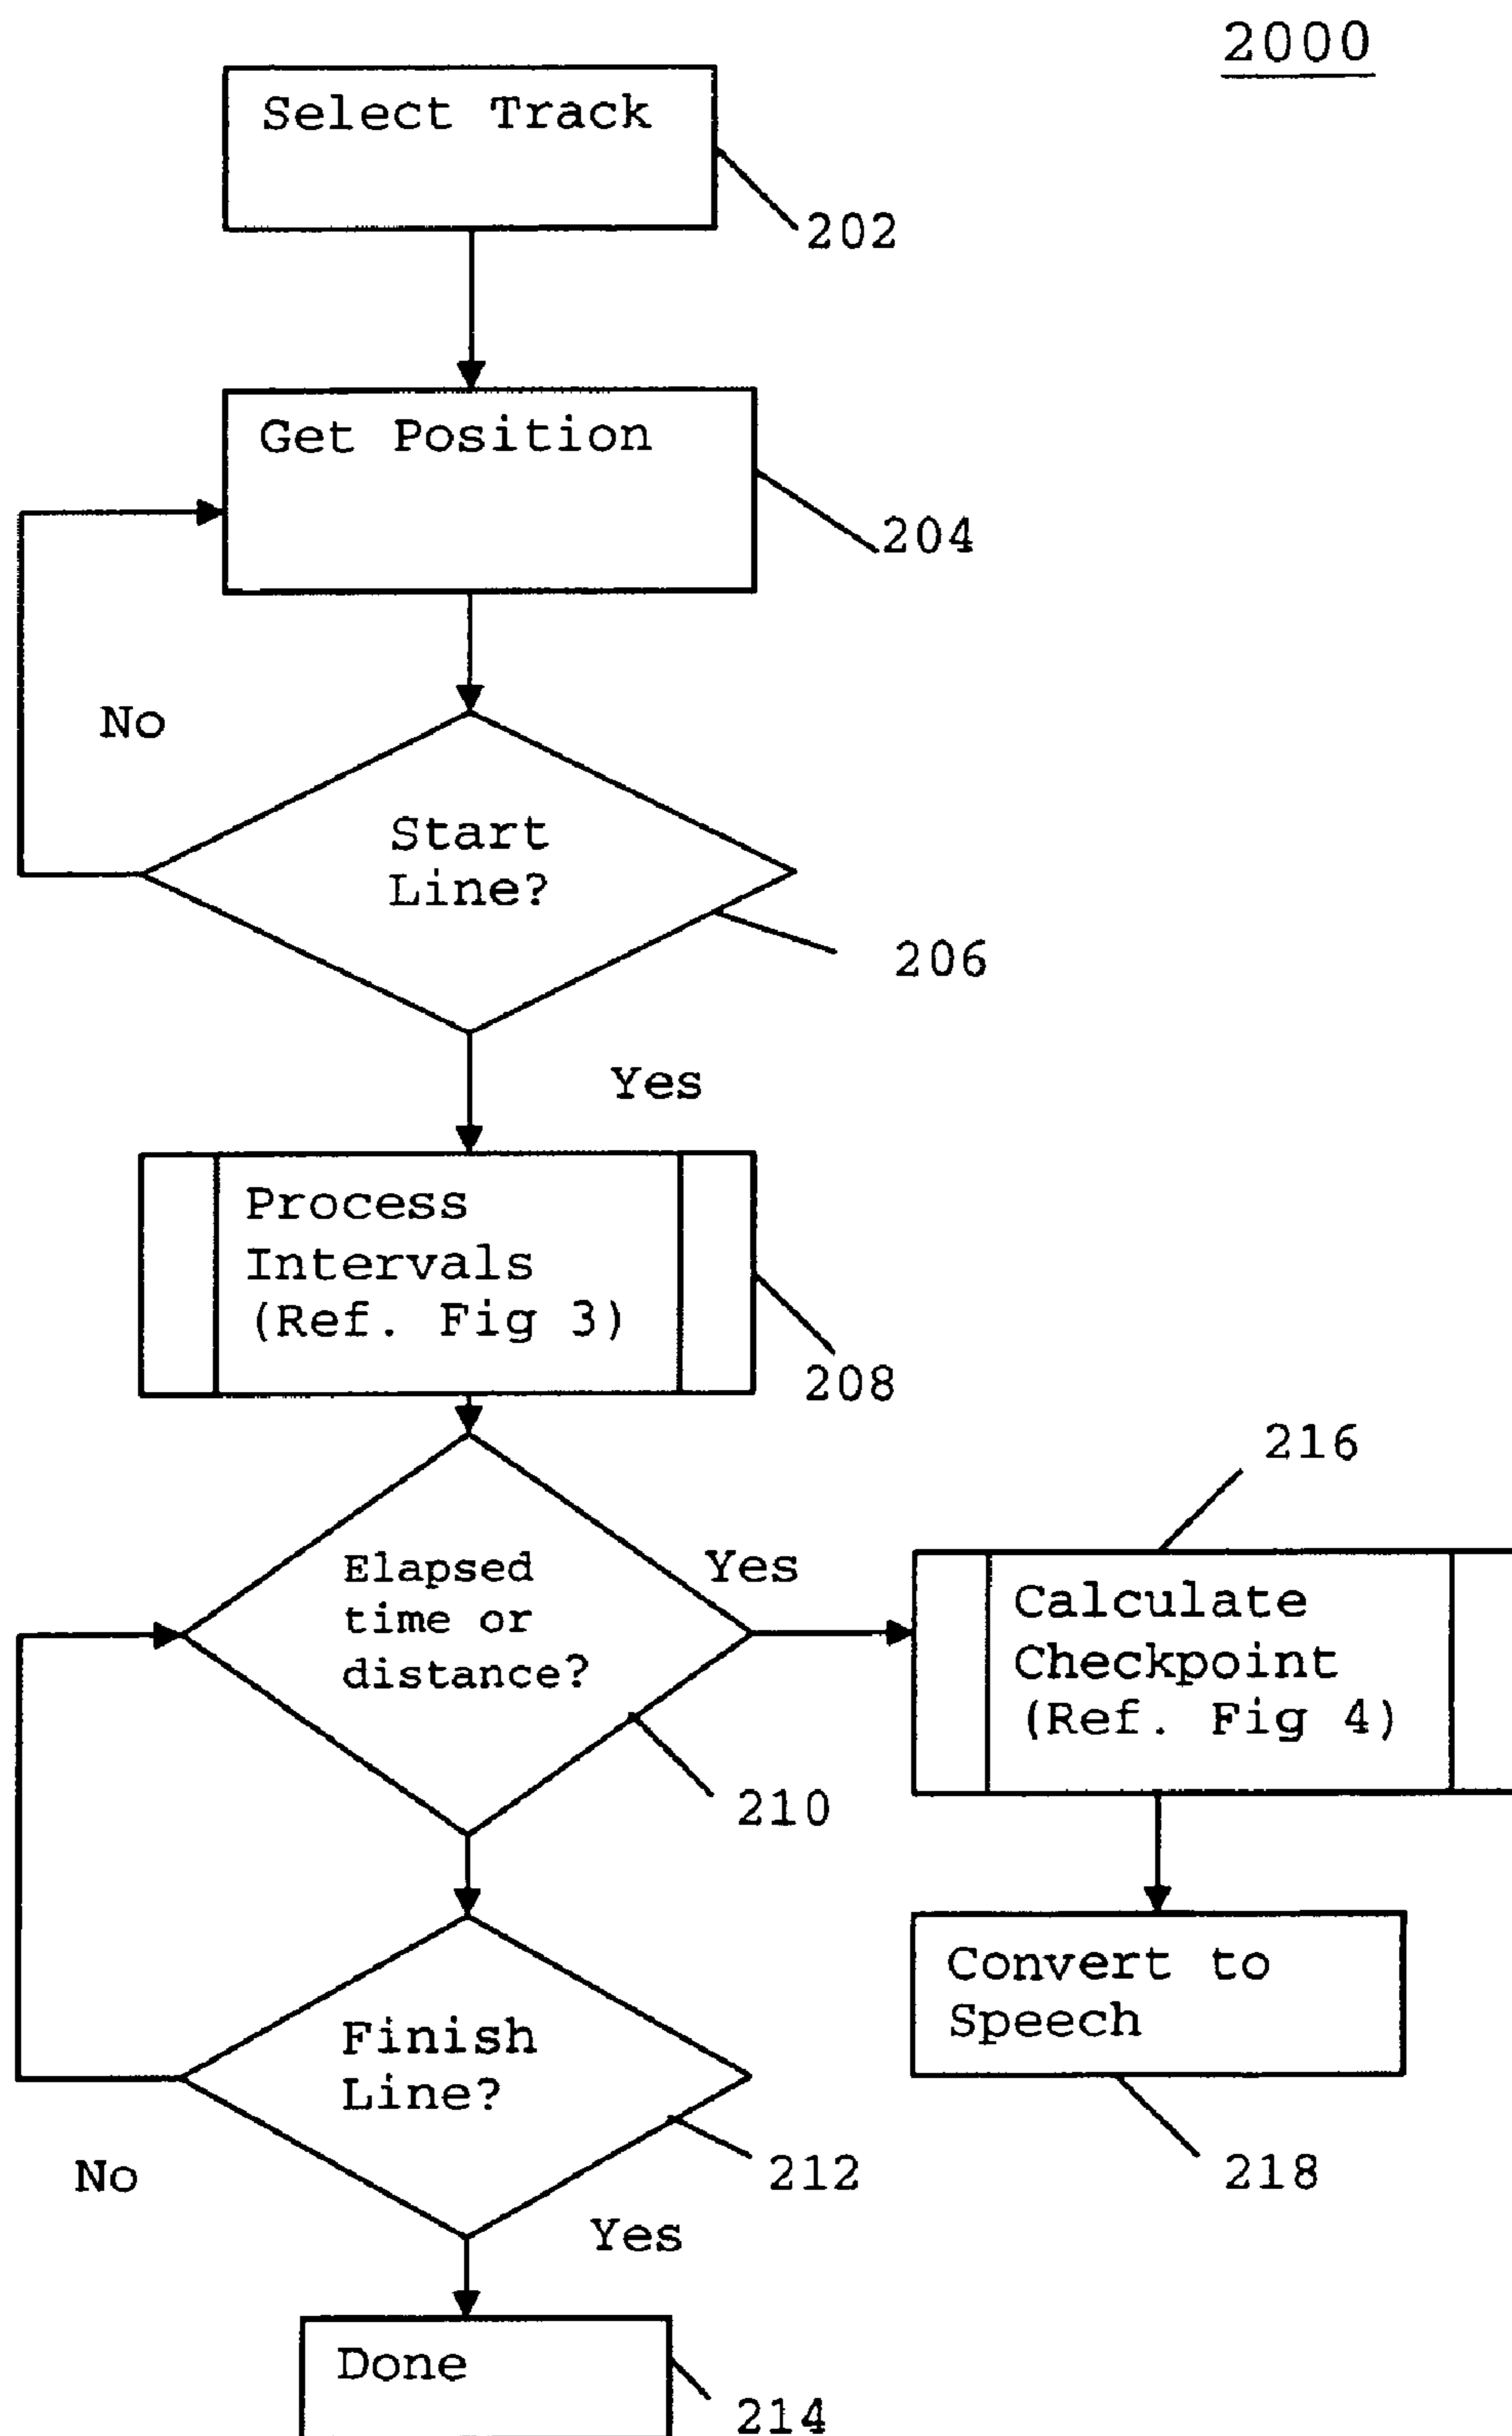 2000
Select Track
202
Get Position
204
No
Start
Line?
206
Yes
Process
Intervals
(Ref. Fig 3)
208
216
Elapsed
time or
distance?
Yes
Calculate
Checkpoint
(Ref. Fig 4)
210
Convert to
Speech
Finish
Line?
212
218
No
Yes
Done
214